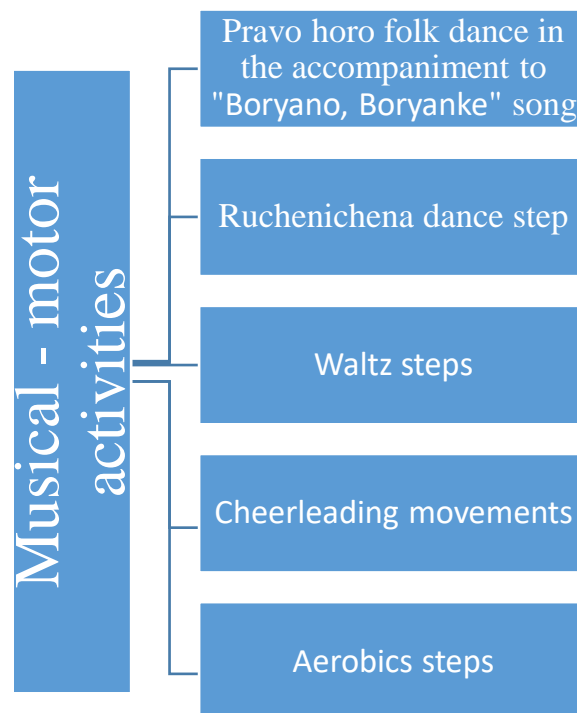 Musical - motor
activities
Pravo horo folk dance in
the accompaniment to
"Boryano, Boryanke" song
Ruchenichena dance step
Waltz steps
Cheerleading movements
Aerobics steps